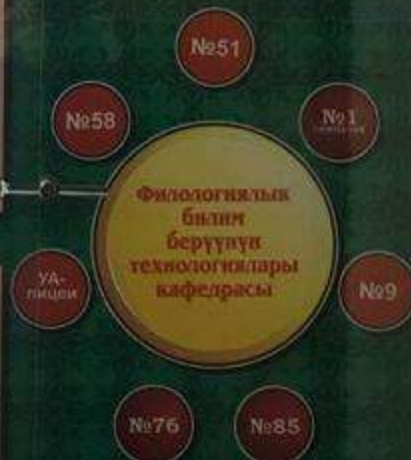 №51
№58
№1
Филологиялык
билим
берүүнүн
технологиялары
кафедрасы
УА-
лицей
№9
№76
№85